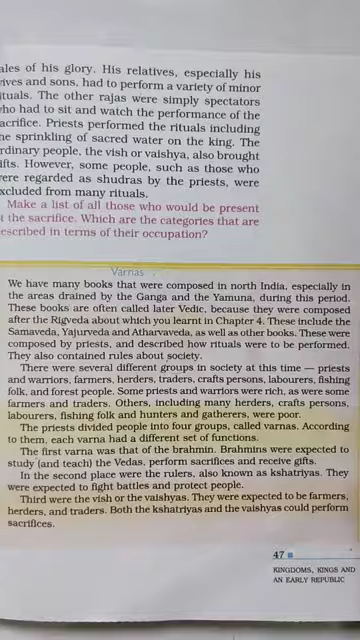 ales of his glory. His relatives, especially his
wives and sons, had to perform a variety of minor
rituals. The other rajas were simply spectators
who had to sit and watch the performance of the
sacrifice. Priests performed the rituals including
the sprinkling of sacred water on the king. The
ordinary people, the vish or vaishya, also brought
gifts. However, some people, such as those who
were regarded as shudras by the priests, were
excluded from many rituals.
Make a list of all those who would be present
at the sacrifice. Which are the categories that are
described in terms of their occupation?
Varnas
We have many books that were composed in north India, especially in
the areas drained by the Ganga and the Yamuna, during this period.
These books are often called later Vedic, because they were composed
after the Rigveda about which you learnt in Chapter 4. These include the
Samaveda, Yajurveda and Atharvaveda, as well as other books. These were
composed by priests, and described how rituals were to be performed.
They also contained rules about society.
There were several different groups in society at this time — priests
and warriors, farmers, herders, traders, crafts persons, labourers, fishing
folk, and forest people. Some priests and warriors were rich, as were some
farmers and traders. Others, including many herders, crafts persons,
labourers, fishing folk and hunters and gatherers, were poor.
The priests divided people into four groups, called varnas. According
to them, each varna had a different set of functions.
The first varna was that of the brahmin. Brahmins were expected to
study (and teach) the Vedas, perform sacrifices and receive gifts.
In the second place were the rulers, also known as kshatriyas. They
were expected to fight battles and protect people.
Third were the vish or the vaishyas. They were expected to be farmers,
herders, and traders. Both the kshatriyas and the vaishyas could perform
sacrifices.
47
KINGDOMS, KINGS AND
AN EARLY REPUBLIC